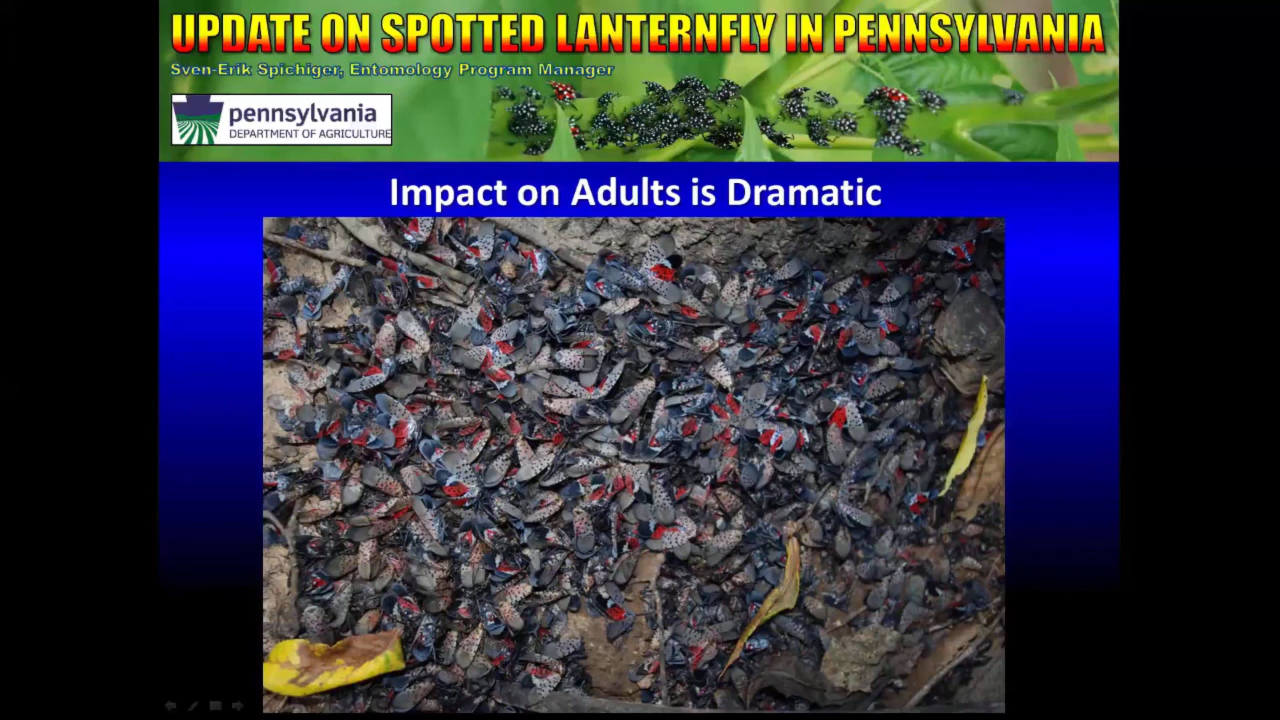 UPDATE ON SPOTTED LANTERNFLY IN PENNSYLVANIA
Sven-Erik Spichiger, Entomology Program Manager
pennsylvania
DEPARTMENT OF AGRICULTURE
Impact on Adults is Dramatic